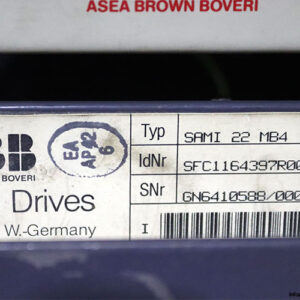 ASEA BROWN BOVERI
BB
BOVERI
Drives
W.-Germany
EA
AP 92
6
Typ SAMI 22 MB4
IdNr SFC1164397R00
SNr GN6410588/000
I